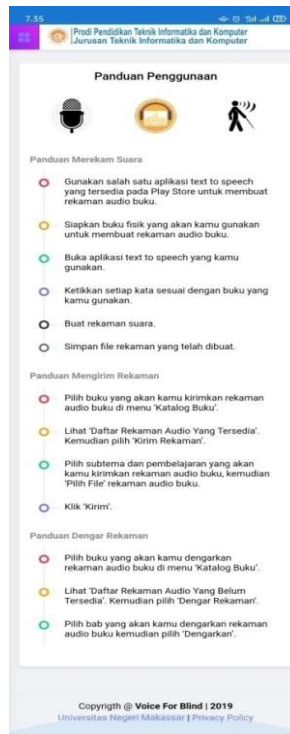 7.35
Prodi Pendidikan Teknik Informatika dan Komputer
Jurusan Teknik Informatika dan Komputer
Panduan Penggunaan
Panduan Merekam Suara
Gunakan salah satu aplikasi text to speech
yang tersedia pada Play Store untuk membuat
rekaman audio buku.
Siapkan buku fisik yang akan kamu gunakan
untuk membuat rekaman audio buku.
Buka aplikasi text to speech yang kamu
gunakan.
Ketikkan setiap kata sesuai dengan buku yang
kamu gunakan.
Buat rekaman suara.
Simpan file rekaman yang telah dibuat.
Panduan Mengirim Rekaman
Pilih buku yang akan kamu kirimkan rekaman
audio buku di menu 'Katalog Buku'.
Lihat 'Daftar Rekaman Audio Yang Tersedia'.
Kemudian pilih 'Kirim Rekaman'.
Pilih subtema dan pembelajaran yang akan
kamu kirimkan rekaman audio buku, kemudian
'Pilih File' rekaman audio buku.
Klik 'Kirim'.
Panduan Dengar Rekaman
Pilih buku yang akan kamu dengarkan
rekaman audio buku di menu 'Katalog Buku'.
Lihat 'Daftar Rekaman Audio Yang Belum
Tersedia'. Kemudian pilih 'Dengar Rekaman'.
Pilih bab yang akan kamu dengarkan rekaman
audio buku kemudian pilih 'Dengarkan'.
Copyrigth @ Voice For Blind | 2019
Universitas Negeri Makassar | Privacy Policy